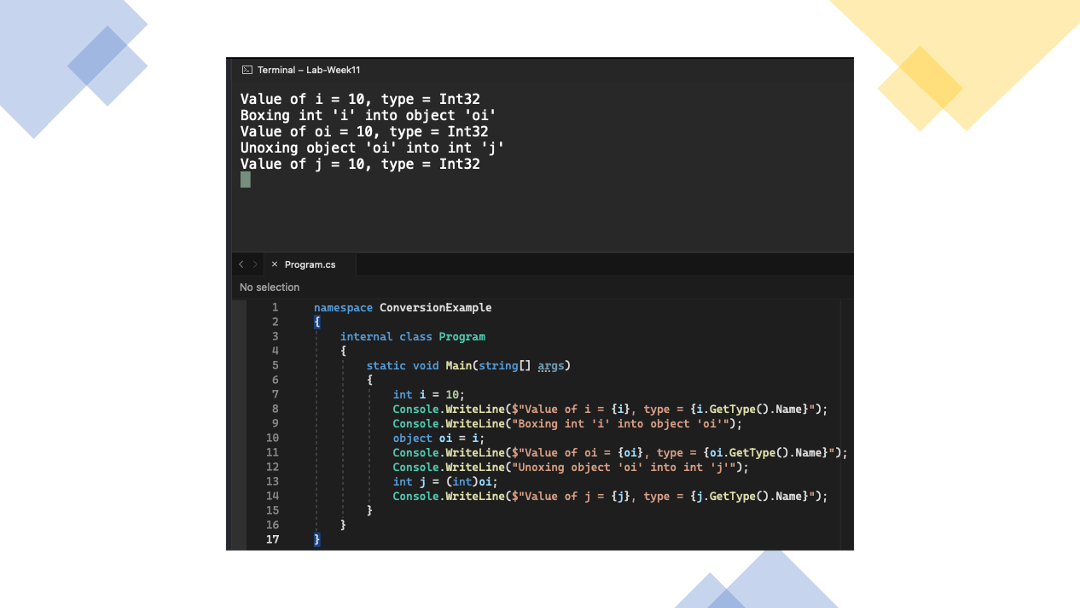 Terminal – Lab-Week11
Value of i = 10, type = Int32
Boxing int 'i' into object 'oi'
Value of oi = 10, type = Int32
Unoxing object 'oi' into int 'j'
Value of j = 10, type = Int32
Program.cs
No selection
1 namespace ConversionExample
2 {
3 internal class Program
4 {
5 static void Main(string[] args)
6 {
7 int i = 10;
8 Console.WriteLine($"Value of i = {i}, type = {i.GetType().Name}");
9 Console.WriteLine("Boxing int 'i' into object 'oi'");
10 object oi = i;
11 Console.WriteLine($"Value of oi = {oi}, type = {oi.GetType().Name}");
12 Console.WriteLine("Unoxing object 'oi' into int 'j'");
13 int j = (int)oi;
14 Console.WriteLine($"Value of j = {j}, type = {j.GetType().Name}");
15 }
16 }
17 }